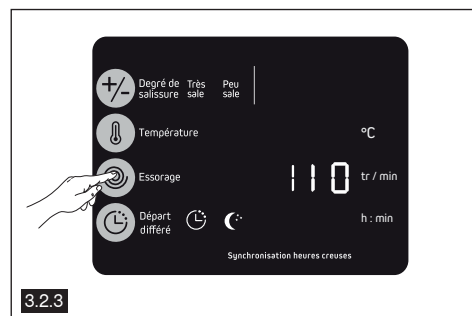 +/-
Degré de Très Peu
salissure sale sale
Température °C
Essorage 110 tr / min
Départ h : min
différé
Synchronisation heures creuses
3.2.3